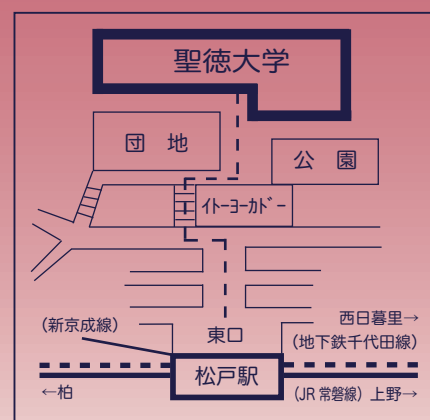 聖徳大学
団 地
公 園
イトーヨーカドー
西日暮里→
(新京成線)
東口
(地下鉄千代田線)
松戸駅
←柏
(JR 常磐線) 上野→